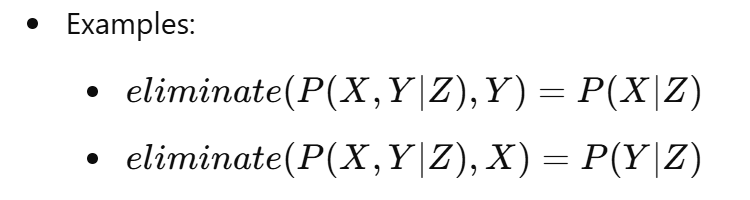 • Examples:
• eliminate(P(X, Y|Z), Y) = P(X|Z)
• eliminate(P(X, Y|Z), X) = P(Y|Z)